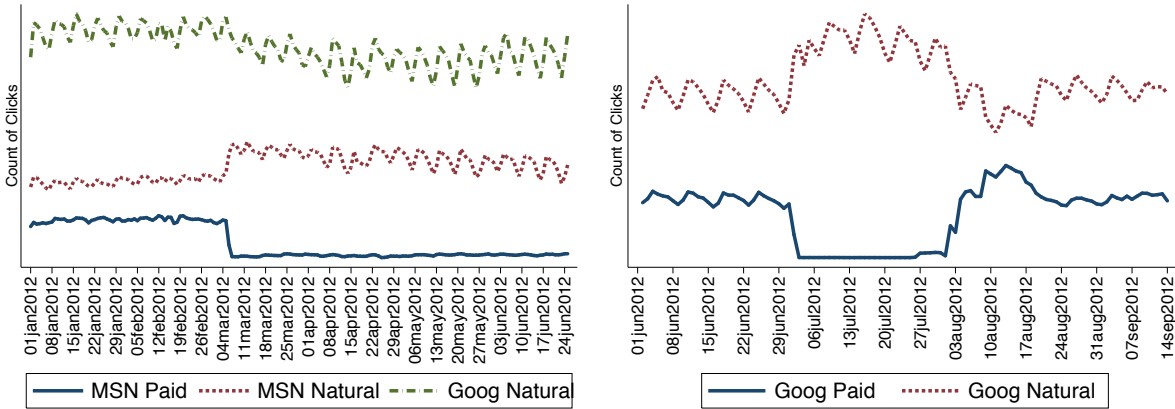 Count of Clicks
01jan2012
08jan2012
15jan2012
22jan2012
29jan2012
05feb2012
12feb2012
19feb2012
26feb2012
04mar2012
11mar2012
18mar2012
25mar2012
01apr2012
08apr2012
15apr2012
22apr2012
29apr2012
06may2012
13may2012
20may2012
27may2012
03jun2012
10jun2012
17jun2012
24jun2012
MSN Paid MSN Natural Goog Natural
Count of Clicks
01jun2012
08jun2012
15jun2012
22jun2012
29jun2012
06jul2012
13jul2012
20jul2012
27jul2012
03aug2012
10aug2012
17aug2012
24aug2012
31aug2012
07sep2012
14sep2012
Goog Paid Goog Natural